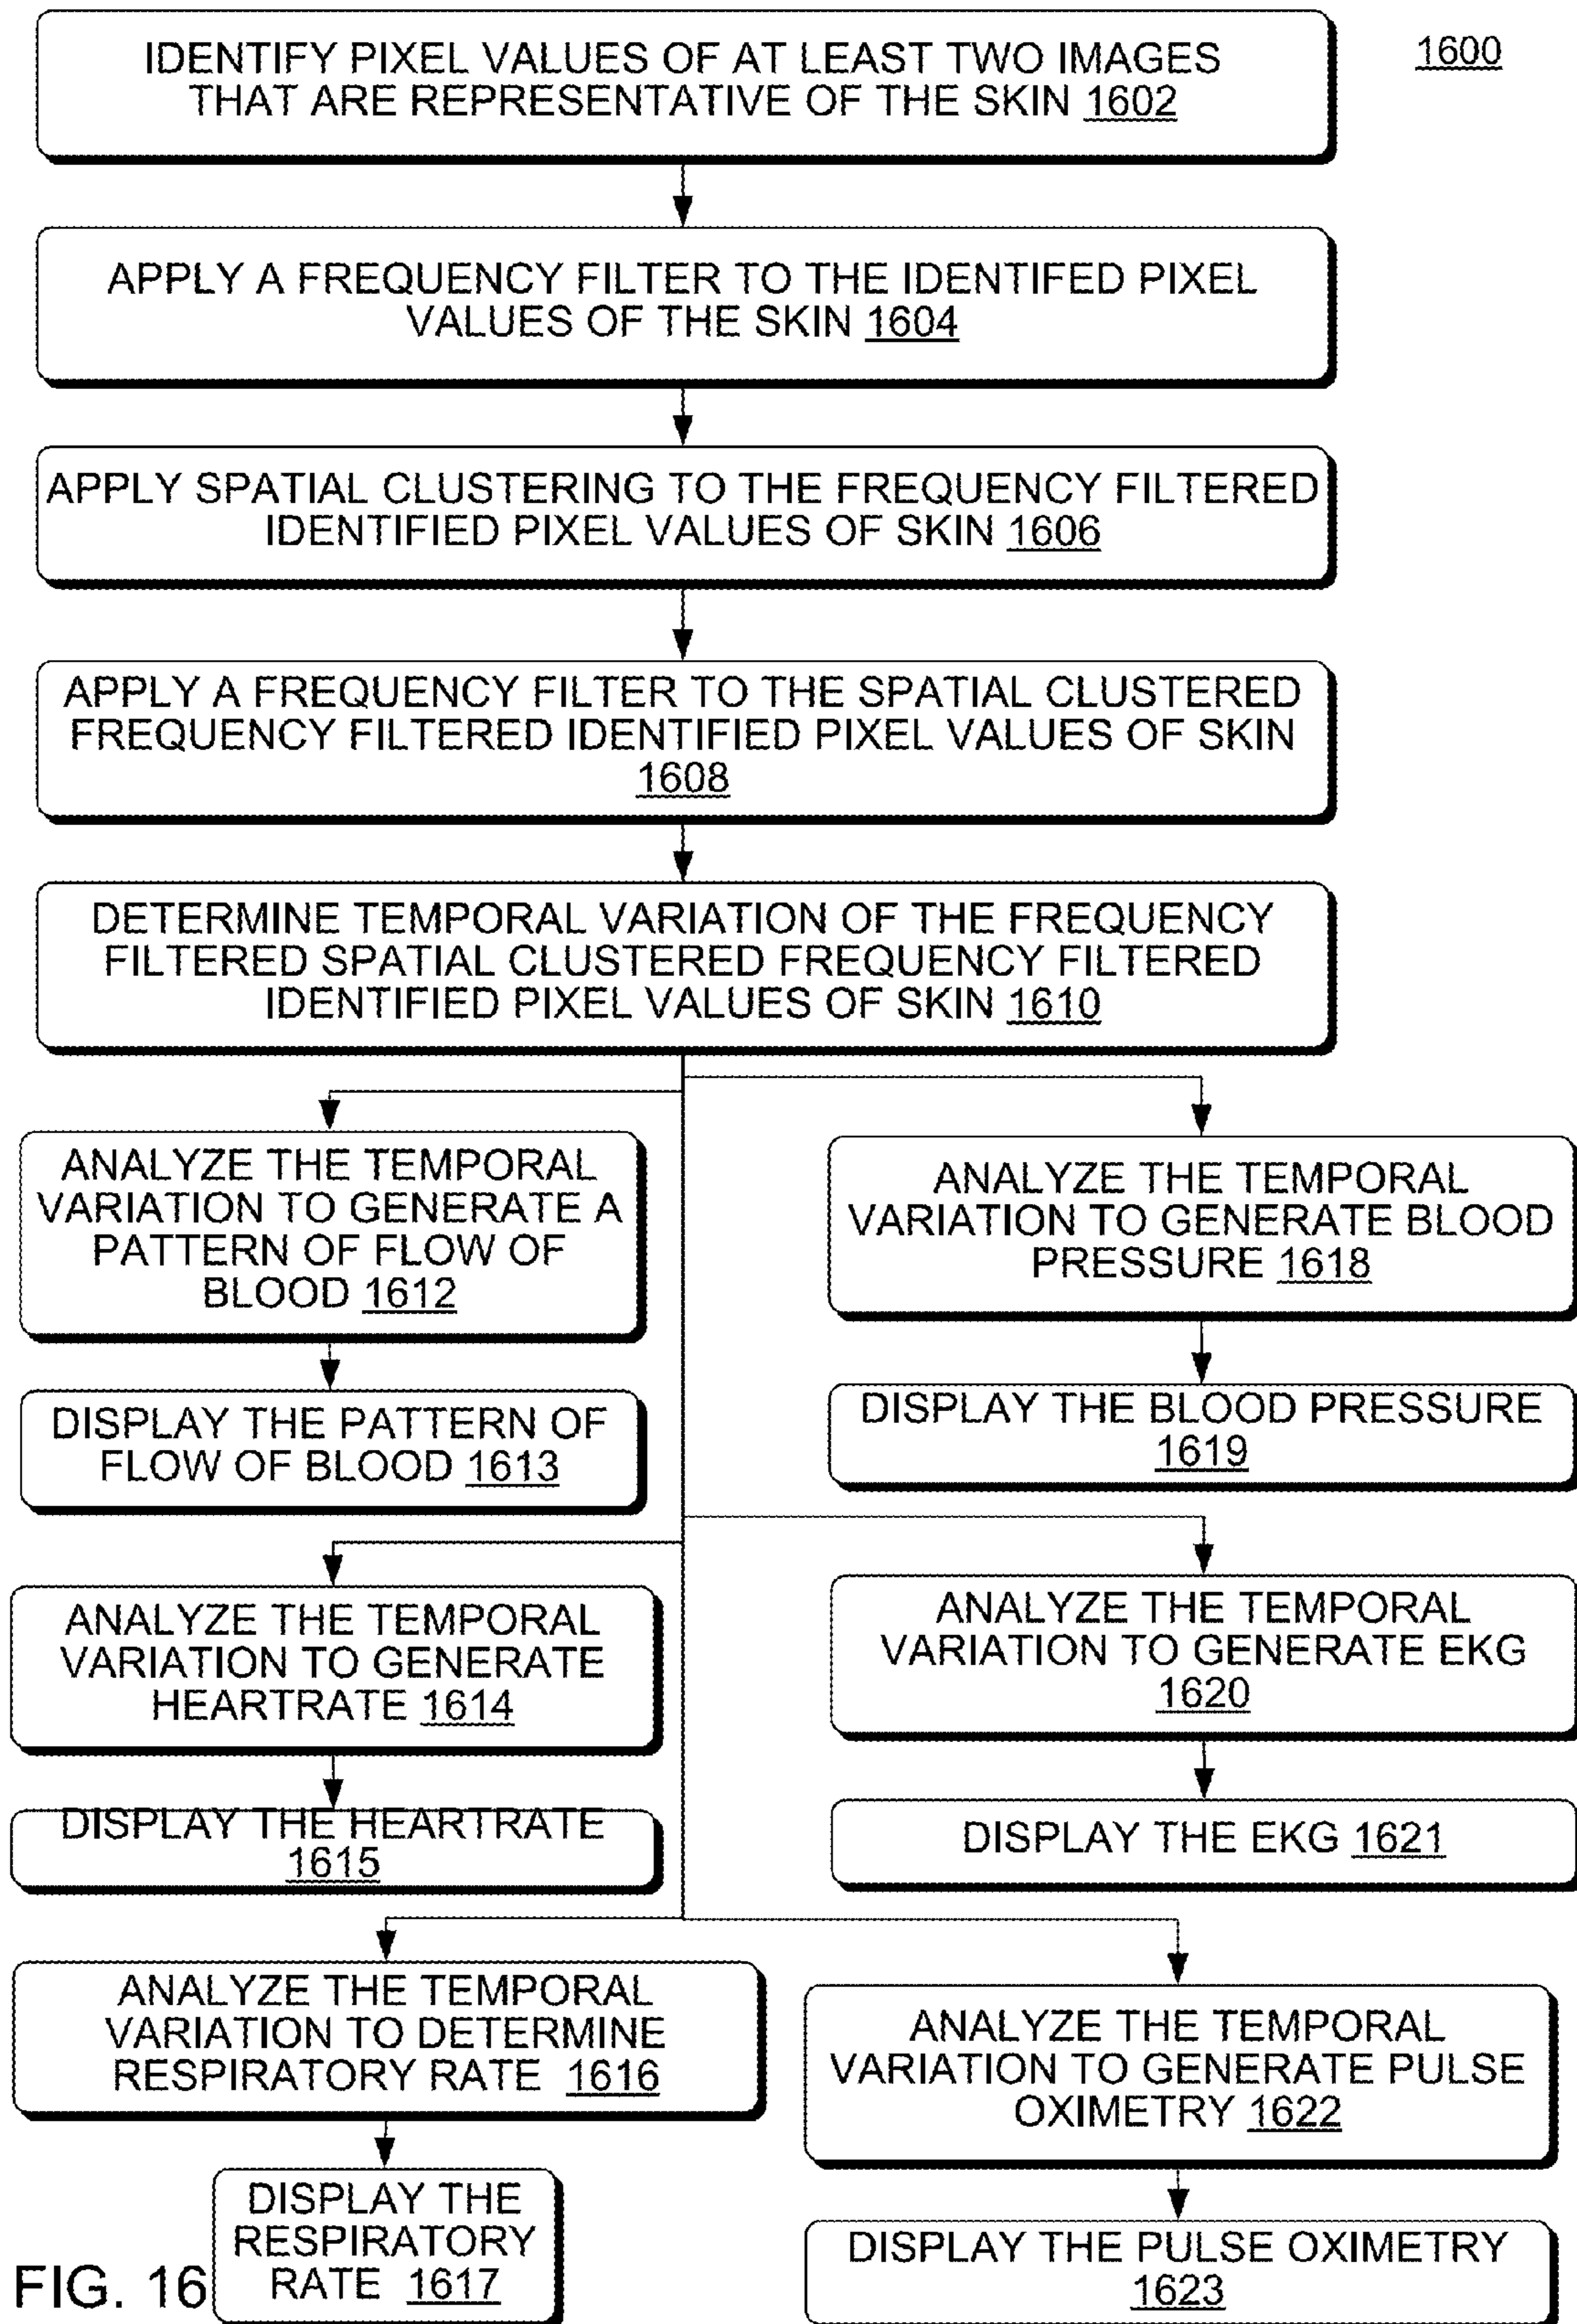 IDENTIFY PIXEL VALUES OF AT LEAST TWO IMAGES
THAT ARE REPRESENTATIVE OF THE SKIN 1602
1600
APPLY A FREQUENCY FILTER TO THE IDENTIFED PIXEL
VALUES OF THE SKIN 1604
APPLY SPATIAL CLUSTERING TO THE FREQUENCY FILTERED
IDENTIFIED PIXEL VALUES OF SKIN 1606
APPLY A FREQUENCY FILTER TO THE SPATIAL CLUSTERED
FREQUENCY FILTERED IDENTIFIED PIXEL VALUES OF SKIN
1608
DETERMINE TEMPORAL VARIATION OF THE FREQUENCY
FILTERED SPATIAL CLUSTERED FREQUENCY FILTERED
IDENTIFIED PIXEL VALUES OF SKIN 1610
ANALYZE THE TEMPORAL
VARIATION TO GENERATE A
PATTERN OF FLOW OF
BLOOD 1612
ANALYZE THE TEMPORAL
VARIATION TO GENERATE BLOOD
PRESSURE 1618
DISPLAY THE PATTERN OF
FLOW OF BLOOD 1613
DISPLAY THE BLOOD PRESSURE
1619
ANALYZE THE TEMPORAL
VARIATION TO GENERATE
HEARTRATE 1614
ANALYZE THE TEMPORAL
VARIATION TO GENERATE EKG
1620
DISPLAY THE HEARTRATE
1615
DISPLAY THE EKG 1621
ANALYZE THE TEMPORAL
VARIATION TO DETERMINE
RESPIRATORY RATE 1616
ANALYZE THE TEMPORAL
VARIATION TO GENERATE PULSE
OXIMETRY 1622
DISPLAY THE
RESPIRATORY
RATE 1617
DISPLAY THE PULSE OXIMETRY
1623
FIG. 16